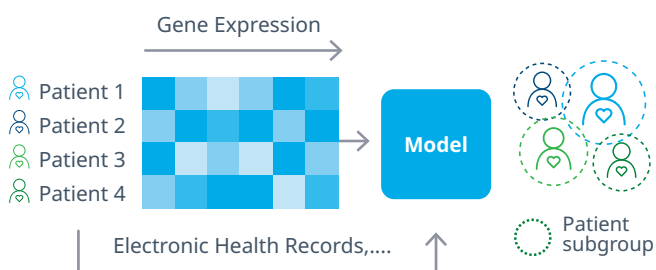 Gene Expression
Patient 1
Patient 2
Patient 3
Patient 4
Model
Electronic Health Records,....
Patient
subgroup